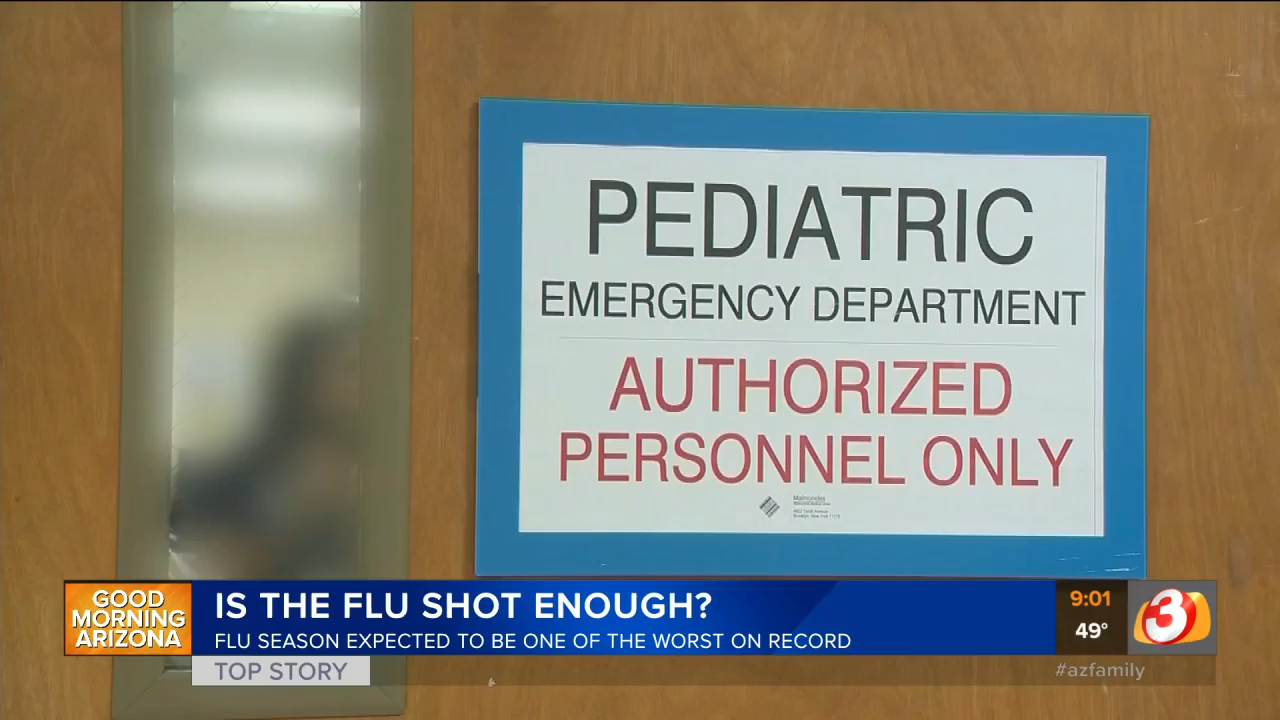 PEDIATRIC
EMERGENCY DEPARTMENT
AUTHORIZED
PERSONNEL ONLY
Maimonides
GOOD
MORNING
ARIZONA
IS THE FLU SHOT ENOUGH?
FLU SEASON EXPECTED TO BE ONE OF THE WORST ON RECORD
TOP STORY
9:01
49°
3
#azfamily